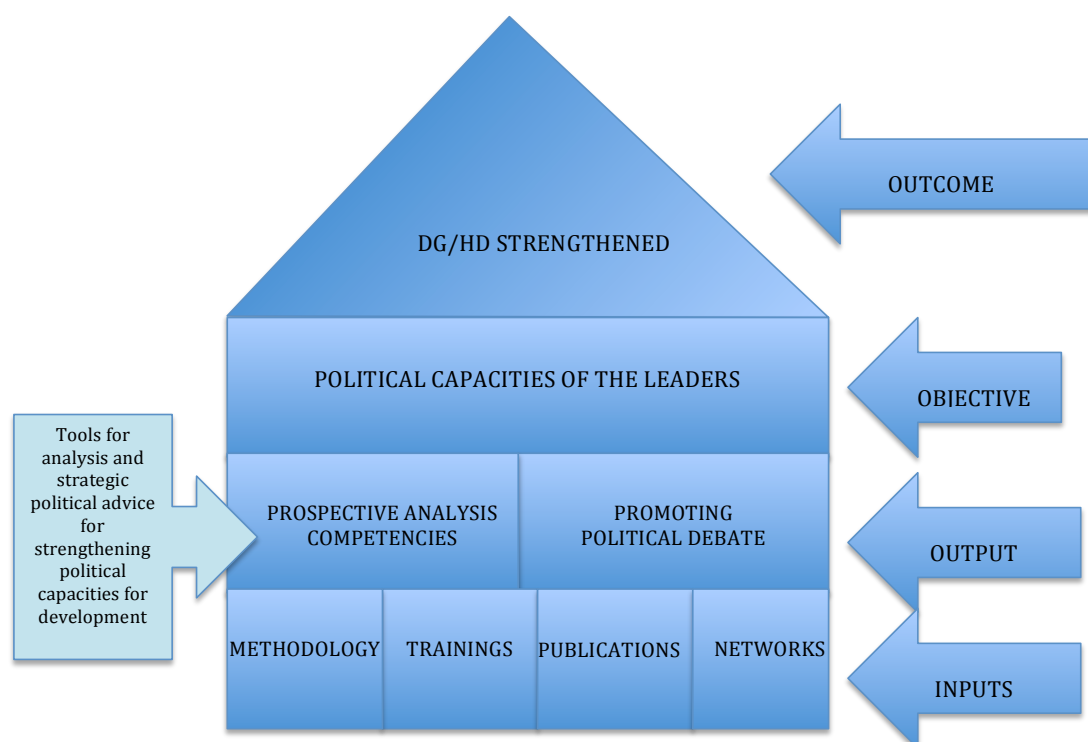 OUTCOME
DG/HD STRENGTHENED
POLITICAL CAPACITIES OF THE LEADERS
OBJECTIVE
Tools for
analysis and
strategic
political advice
for
strengthening
political
capacities for
development
PROSPECTIVE ANALYSIS
COMPETENCIES
PROMOTING
POLITICAL DEBATE
OUTPUT
METHODOLOGY
TRAININGS
PUBLICATIONS
NETWORKS
INPUTS